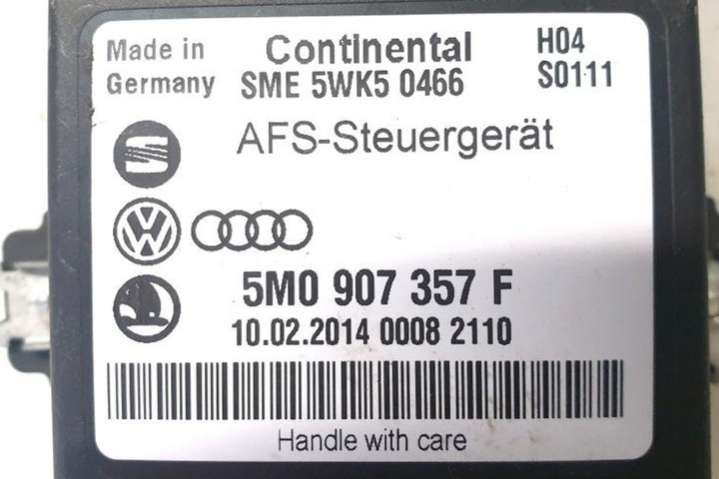 Made in Continental H04
Germany SME 5WK5 0466 S0111
AFS-Steuergerät
5M0 907 357 F
10.02.2014 0008 2110
Handle with care